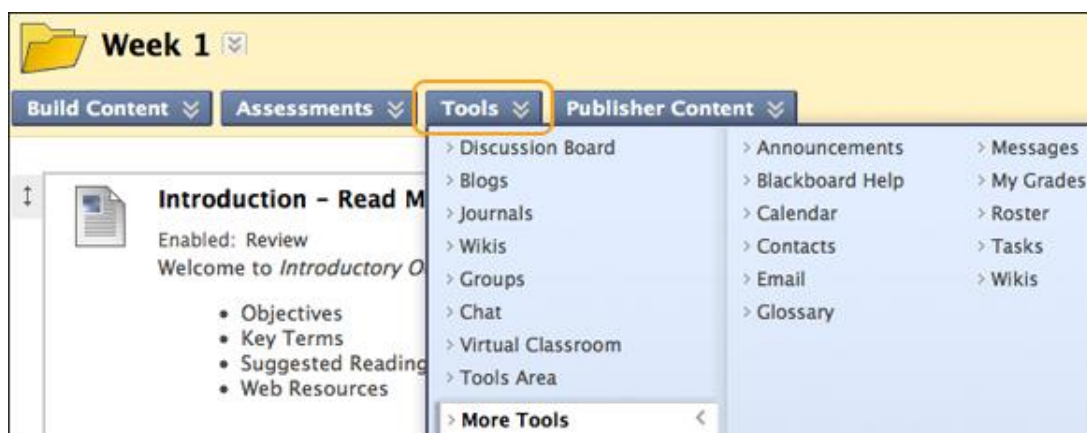 Week 1
Build Content
Assessments
Tools
Publisher Content
Discussion Board
Blogs
Journals
Wikis
Groups
Chat
Virtual Classroom
Tools Area
More Tools
Announcements
Blackboard Help
Calendar
Contacts
Email
Glossary
Messages
My Grades
Roster
Tasks
Wikis
Introduction – Read
Enabled: Review
Welcome to Introductory
• Objectives
• Key Terms
• Suggested Reading
• Web Resources